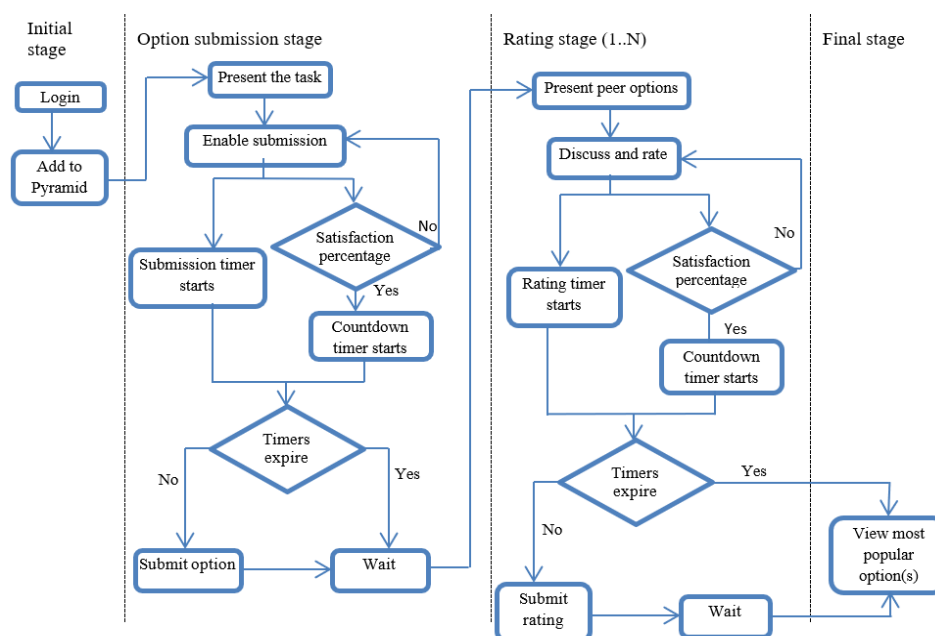 Initial
stage
Login
Add to
Pyramid
Option submission stage
Present the task
Enable submission
Satisfaction
percentage
No
Submission timer
starts
Yes
Countdown
timer starts
Timers
expire
No
Yes
Submit option
Wait
Rating stage (1..N)
Present peer options
Discuss and rate
No
Satisfaction
percentage
Rating timer
starts
Yes
Countdown
timer starts
Timers
expire
Yes
No
Submit
rating
Wait
Final stage
View most
popular
option(s)